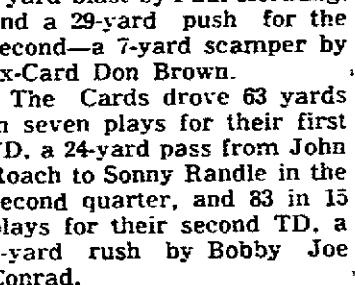 and a 29-yard push for the
second—a 7-yard scamper by
ex-Card Don Brown.
The Cards drove 63 yards
in seven plays for their first
TD, a 24-yard pass from John
Roach to Sonny Randle in the
second quarter, and 83 in 15
plays for their second TD, a
-yard rush by Bobby Joe
Conrad.